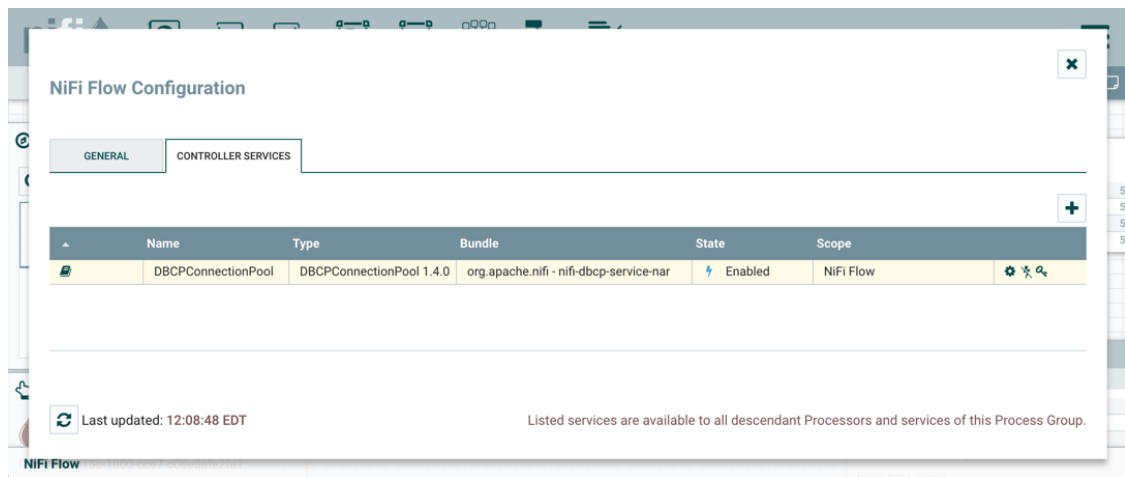 NiFi Flow Configuration
GENERAL
CONTROLLER SERVICES
Name Type Bundle State Scope
DBCPConnectionPool DBCPConnectionPool 1.4.0 org.apache.nifi - nifi-dbcp-service-nar Enabled NiFi Flow
Last updated: 12:08:48 EDT
Listed services are available to all descendant Processors and services of this Process Group.
NiFi Flow